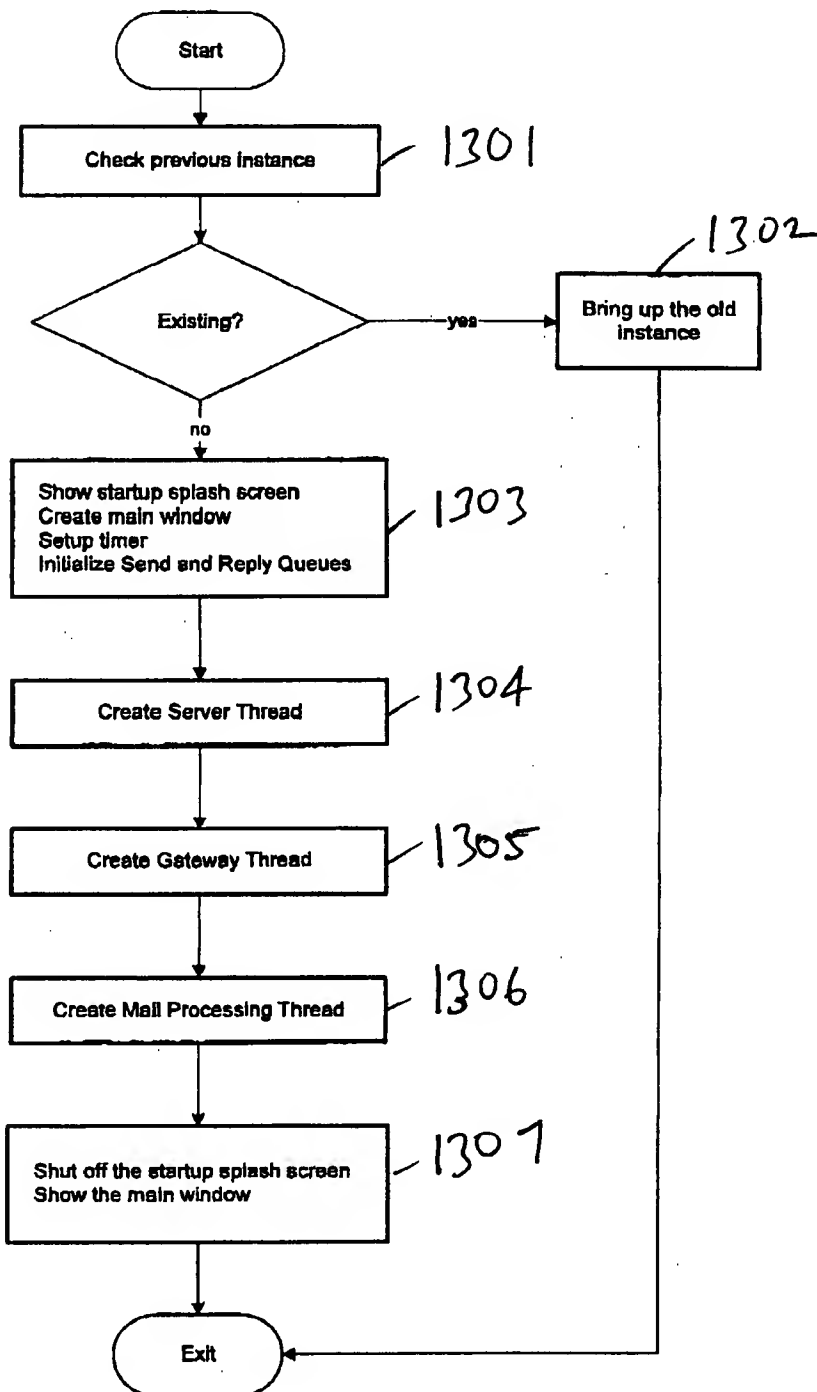 Start
Check previous instance
1301
1302
Existing?
yes
Bring up the old
instance
no
Show startup splash screen
Create main window
Setup timer
Initialize Send and Reply Queues
1303
Create Server Thread
1304
Create Gateway Thread
1305
Create Mail Processing Thread
1306
Shut off the startup splash screen
Show the main window
1307
Exit